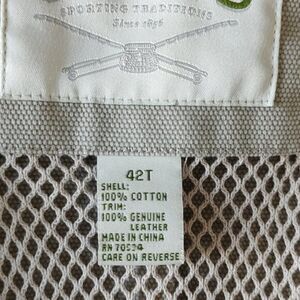 SPORTING TRADITIONS
Since 1856
42T
SHELL:
100% COTTON
TRIM:
100% GENUINE
LEATHER
MADE IN CHINA
RN 70534
CARE ON REVERSE